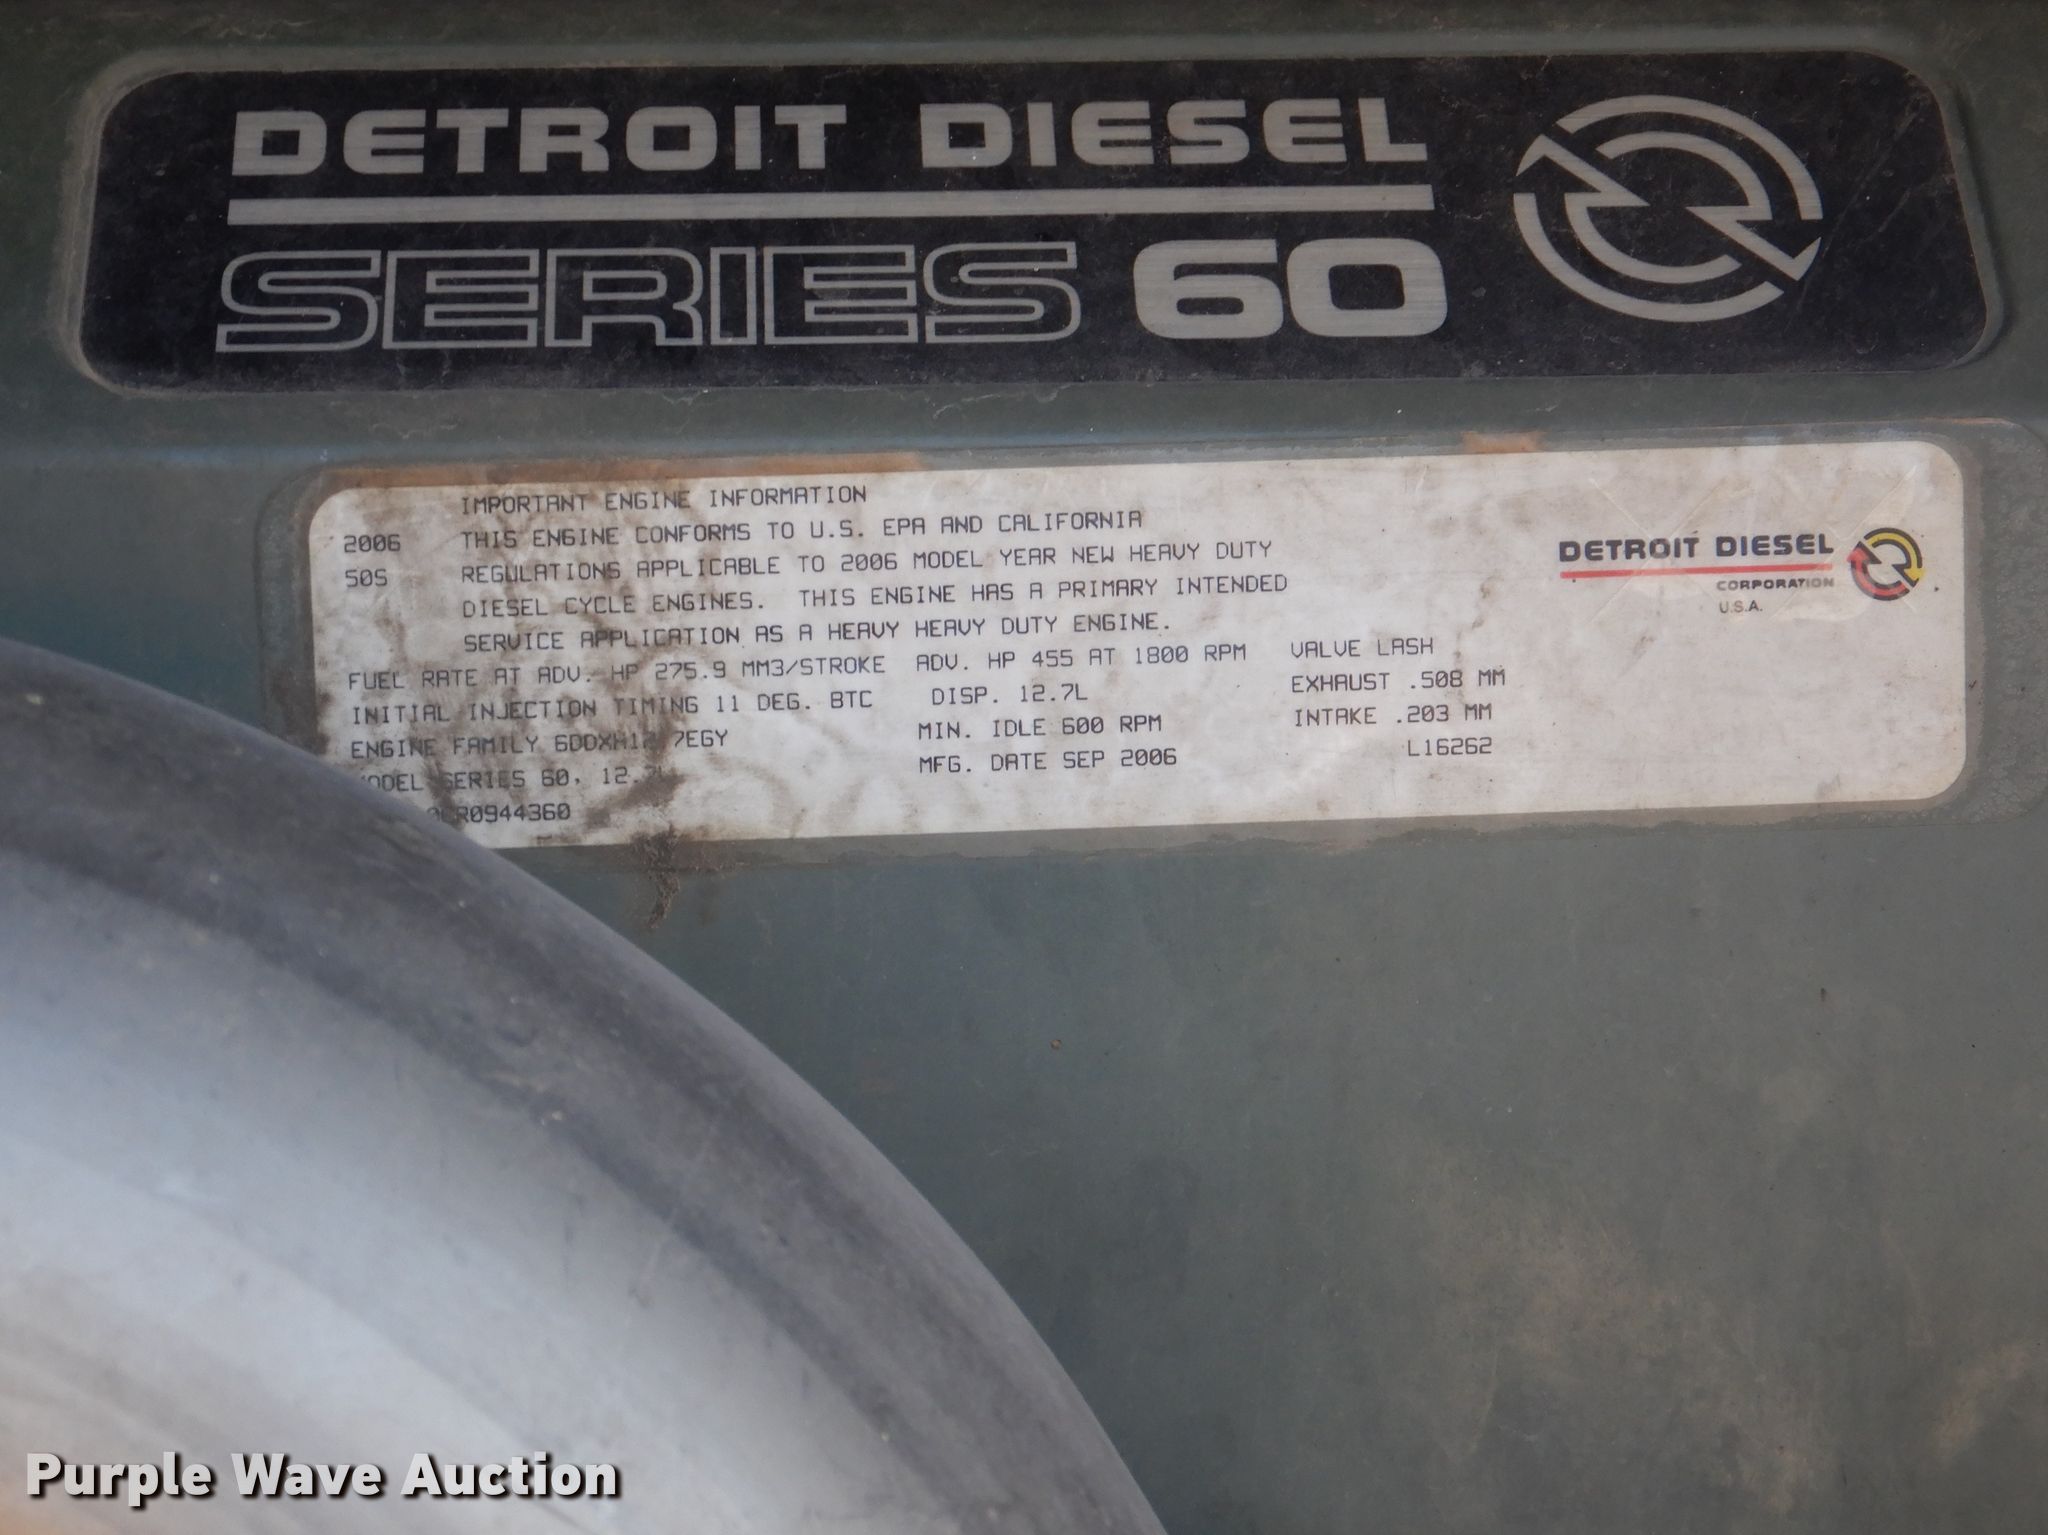 DETROIT DIESEL
SERIES 60
IMPORTANT ENGINE INFORMATION
2006 THIS ENGINE CONFORMS TO U.S. EPA AND CALIFORNIA
50S REGULATIONS APPLICABLE TO 2006 MODEL YEAR NEW HEAVY DUTY
DIESEL CYCLE ENGINES. THIS ENGINE HAS A PRIMARY INTENDED
SERVICE APPLICATION AS A HEAVY HEAVY DUTY ENGINE.
FUEL RATE AT ADV. HP 275.9 MM3/STROKE ADV. HP 455 AT 1800 RPM VALVE LASH
INITIAL INJECTION TIMING 11 DEG. BTC DISP. 12.7L EXHAUST .508 MM
ENGINE FAMILY MIN. IDLE 600 RPM INTAKE .203 MM
MODEL SERIES 60, 12.7L MFG. DATE SEP 2006 L16262
DETROIT DIESEL
CORPORATION
U.S.A.
Purple Wave Auction